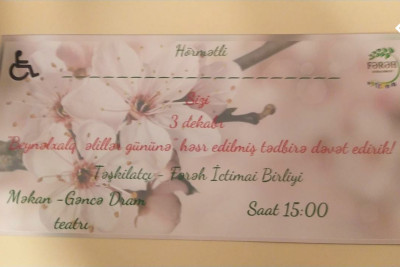 Hörmətli
Sizi
3 dekabr
Beynəlxalq əlillər gününə həsr edilmiş tədbirə dəvət edirik!
Təşkilatçı - Fərəh İctimai Birliyi
Məkan -Gəncə Dram
teatrı
Saat 15:00